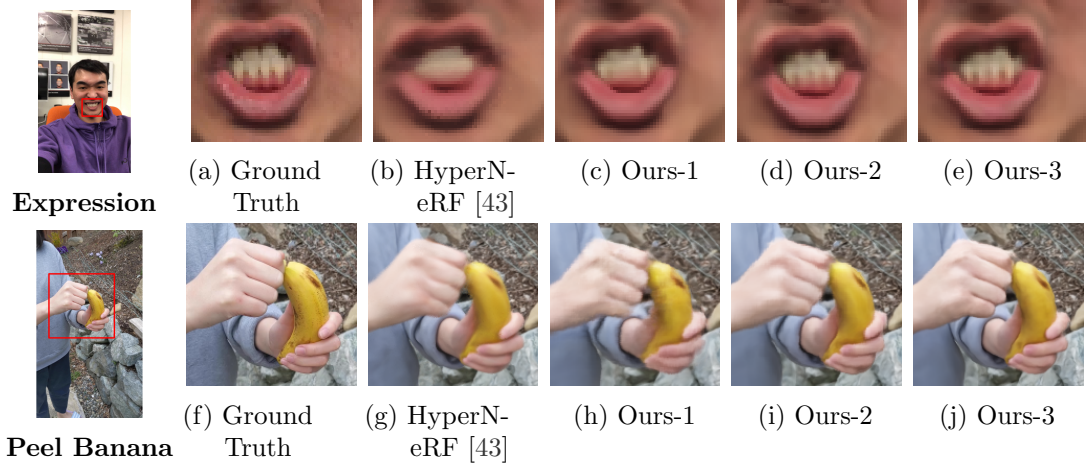 (a) Ground
Truth
(b) HyperN-
eRF [43]
(c) Ours-1
(d) Ours-2
(e) Ours-3
Expression
(f) Ground
Truth
(g) HyperN-
eRF [43]
(h) Ours-1
(i) Ours-2
(j) Ours-3
Peel Banana